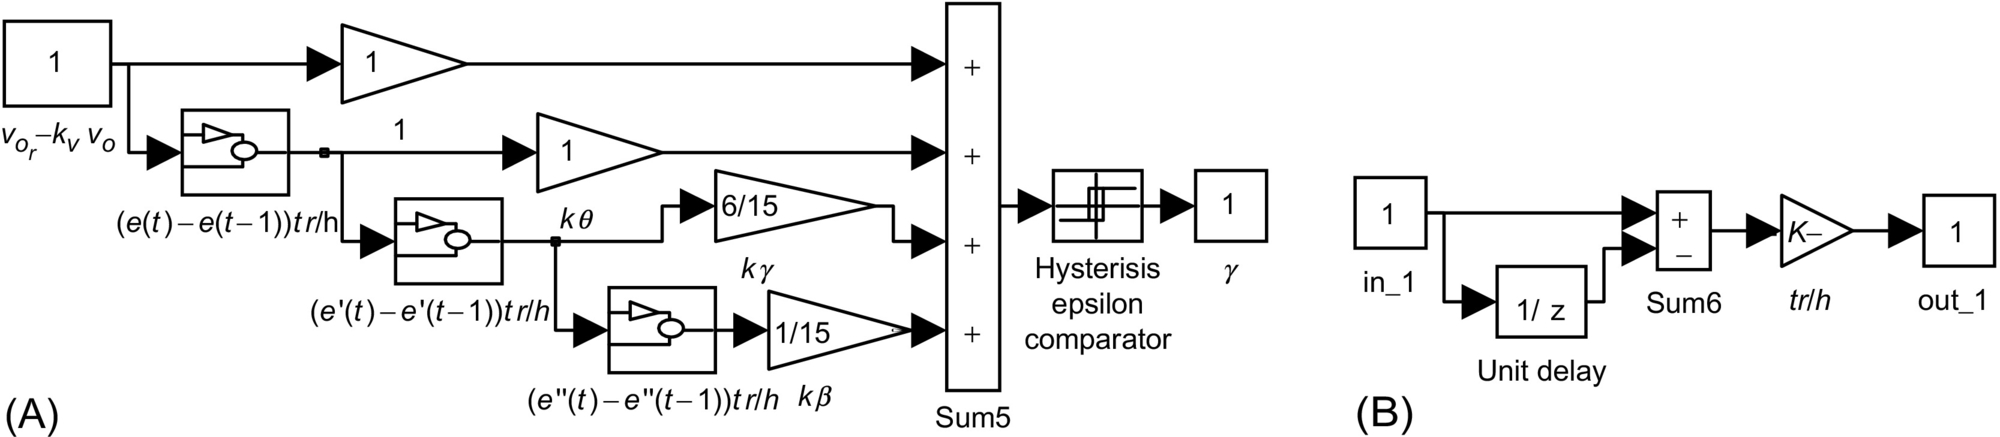 1
v_{o_r}−k_v v_o
1
(e(t)−e(t−1))tr/h
1
1
(e'(t)−e'(t−1))tr/h
kθ
6/15
kγ
(e''(t)−e''(t−1))tr/h
1/15
kβ
+
+
+
+
Sum5
Hysterisis
epsilon
comparator
1
γ
(A)
1
in_1
1/ z
Unit delay
+
−
Sum6
K−
tr/h
1
out_1
(B)